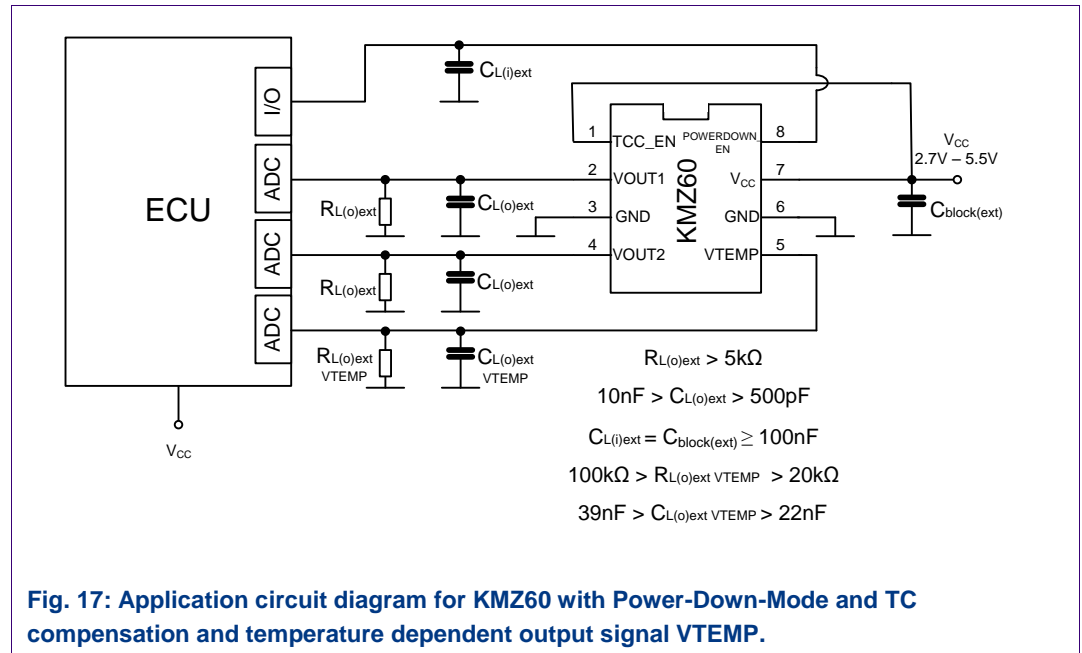 CL(i)ext
I/O
ADC
ADC
ADC
ECU
VCC
RL(o)ext
CL(o)ext
RL(o)ext
CL(o)ext
RL(o)ext
VTEMP
CL(o)ext
VTEMP
KMZ60
1
TCC_EN
2
VOUT1
3
GND
4
VOUT2
POWERDOWN_
EN
8
VCC
7
GND
6
VTEMP
5
VCC
2.7V – 5.5V
Cblock(ext)
RL(o)ext > 5kΩ
10nF > CL(o)ext > 500pF
CL(i)ext = Cblock(ext) ≥ 100nF
100kΩ > RL(o)ext VTEMP > 20kΩ
39nF > CL(o)ext VTEMP > 22nF
Fig. 17: Application circuit diagram for KMZ60 with Power-Down-Mode and TC
compensation and temperature dependent output signal VTEMP.